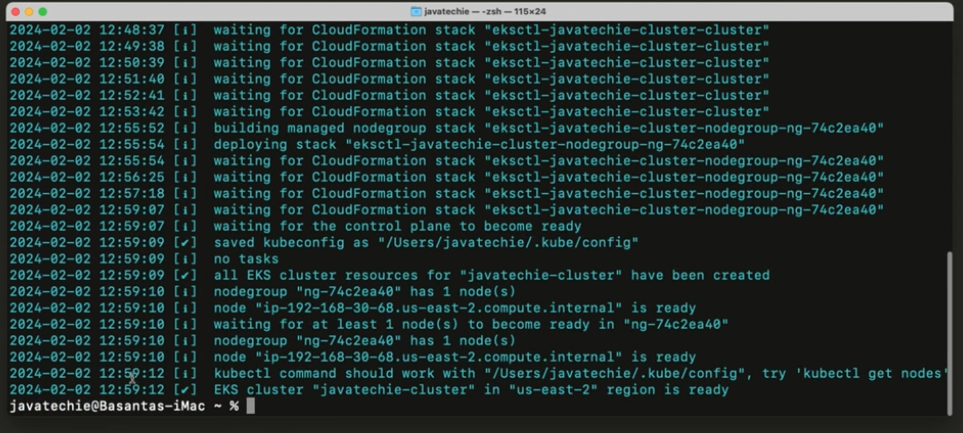 javatechie — -zsh — 115×24
2024-02-02 12:48:37 [ℹ]  waiting for CloudFormation stack "eksctl-javatechie-cluster-cluster"
2024-02-02 12:49:38 [ℹ]  waiting for CloudFormation stack "eksctl-javatechie-cluster-cluster"
2024-02-02 12:50:39 [ℹ]  waiting for CloudFormation stack "eksctl-javatechie-cluster-cluster"
2024-02-02 12:51:40 [ℹ]  waiting for CloudFormation stack "eksctl-javatechie-cluster-cluster"
2024-02-02 12:52:41 [ℹ]  waiting for CloudFormation stack "eksctl-javatechie-cluster-cluster"
2024-02-02 12:53:42 [ℹ]  waiting for CloudFormation stack "eksctl-javatechie-cluster-cluster"
2024-02-02 12:55:52 [ℹ]  building managed nodegroup stack "eksctl-javatechie-cluster-nodegroup-ng-74c2ea40"
2024-02-02 12:55:54 [ℹ]  deploying stack "eksctl-javatechie-cluster-nodegroup-ng-74c2ea40"
2024-02-02 12:55:54 [ℹ]  waiting for CloudFormation stack "eksctl-javatechie-cluster-nodegroup-ng-74c2ea40"
2024-02-02 12:56:25 [ℹ]  waiting for CloudFormation stack "eksctl-javatechie-cluster-nodegroup-ng-74c2ea40"
2024-02-02 12:57:18 [ℹ]  waiting for CloudFormation stack "eksctl-javatechie-cluster-nodegroup-ng-74c2ea40"
2024-02-02 12:59:07 [ℹ]  waiting for CloudFormation stack "eksctl-javatechie-cluster-nodegroup-ng-74c2ea40"
2024-02-02 12:59:07 [ℹ]  waiting for the control plane to become ready
2024-02-02 12:59:09 [✔]  saved kubeconfig as "/Users/javatechie/.kube/config"
2024-02-02 12:59:09 [ℹ]  no tasks
2024-02-02 12:59:09 [✔]  all EKS cluster resources for "javatechie-cluster" have been created
2024-02-02 12:59:10 [ℹ]  nodegroup "ng-74c2ea40" has 1 node(s)
2024-02-02 12:59:10 [ℹ]  node "ip-192-168-30-68.us-east-2.compute.internal" is ready
2024-02-02 12:59:10 [ℹ]  waiting for at least 1 node(s) to become ready in "ng-74c2ea40"
2024-02-02 12:59:10 [ℹ]  nodegroup "ng-74c2ea40" has 1 node(s)
2024-02-02 12:59:10 [ℹ]  node "ip-192-168-30-68.us-east-2.compute.internal" is ready
2024-02-02 12:59:12 [ℹ]  kubectl command should work with "/Users/javatechie/.kube/config", try 'kubectl get nodes'
2024-02-02 12:59:12 [✔]  EKS cluster "javatechie-cluster" in "us-east-2" region is ready
javatechie@Basantas-iMac ~ %